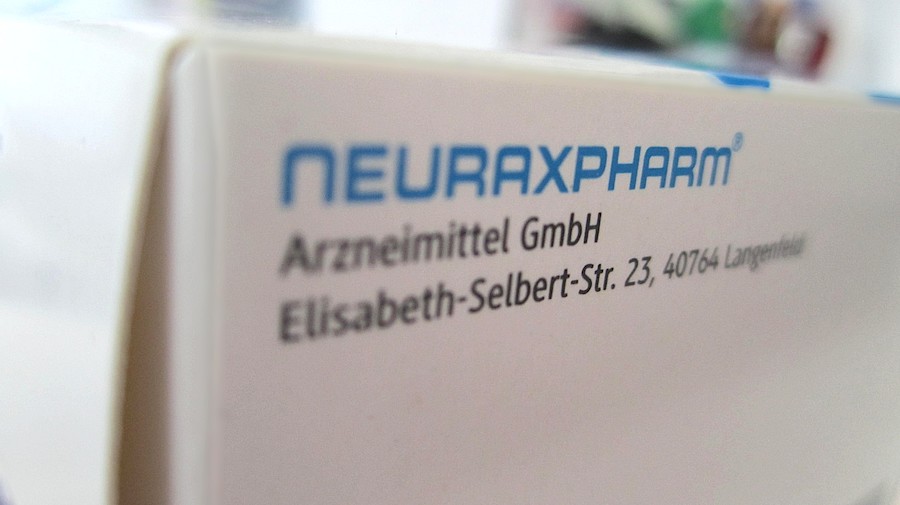 NEURAXPHARM®
Arzneimittel GmbH
Elisabeth-Selbert-Str. 23, 40764 Langenfeld